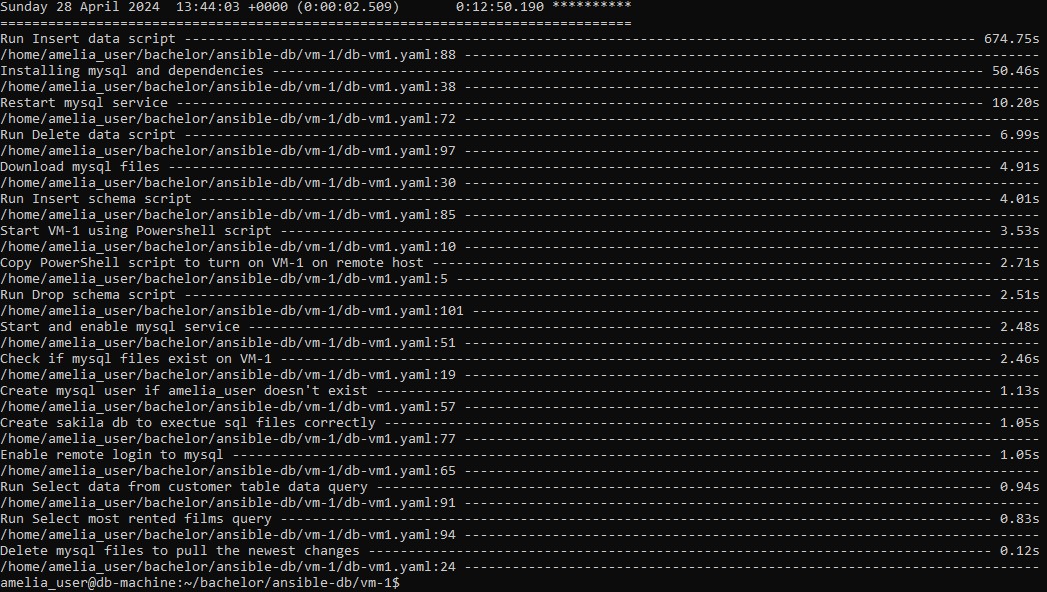 Sunday 28 April 2024  13:44:03 +0000 (0:00:02.509)       0:12:50.190 **********
===============================================================================
Run Insert data script --------------------------------------------------------------------------------------------------- 674.75s
/home/amelia_user/bachelor/ansible-db/vm-1/db-vm1.yaml:88 ------------------------------------------------------------------------
Installing mysql and dependencies ----------------------------------------------------------------------------------------- 50.46s
/home/amelia_user/bachelor/ansible-db/vm-1/db-vm1.yaml:38 ------------------------------------------------------------------------
Restart mysql service ----------------------------------------------------------------------------------------------------- 10.20s
/home/amelia_user/bachelor/ansible-db/vm-1/db-vm1.yaml:72 ------------------------------------------------------------------------
Run Delete data script ----------------------------------------------------------------------------------------------------- 6.99s
/home/amelia_user/bachelor/ansible-db/vm-1/db-vm1.yaml:97 ------------------------------------------------------------------------
Download mysql files ------------------------------------------------------------------------------------------------------- 4.91s
/home/amelia_user/bachelor/ansible-db/vm-1/db-vm1.yaml:30 ------------------------------------------------------------------------
Run Insert schema script --------------------------------------------------------------------------------------------------- 4.01s
/home/amelia_user/bachelor/ansible-db/vm-1/db-vm1.yaml:85 ------------------------------------------------------------------------
Start VM-1 using Powershell script ----------------------------------------------------------------------------------------- 3.53s
/home/amelia_user/bachelor/ansible-db/vm-1/db-vm1.yaml:10 ------------------------------------------------------------------------
Copy PowerShell script to turn on VM-1 on remote host ---------------------------------------------------------------------- 2.71s
/home/amelia_user/bachelor/ansible-db/vm-1/db-vm1.yaml:5 -------------------------------------------------------------------------
Run Drop schema script ----------------------------------------------------------------------------------------------------- 2.51s
/home/amelia_user/bachelor/ansible-db/vm-1/db-vm1.yaml:101 -----------------------------------------------------------------------
Start and enable mysql service --------------------------------------------------------------------------------------------- 2.48s
/home/amelia_user/bachelor/ansible-db/vm-1/db-vm1.yaml:51 ------------------------------------------------------------------------
Check if mysql files exist on VM-1 ----------------------------------------------------------------------------------------- 2.46s
/home/amelia_user/bachelor/ansible-db/vm-1/db-vm1.yaml:19 ------------------------------------------------------------------------
Create mysql user if amelia_user doesn't exist ----------------------------------------------------------------------------- 1.13s
/home/amelia_user/bachelor/ansible-db/vm-1/db-vm1.yaml:57 ------------------------------------------------------------------------
Create sakila db to exectue sql files correctly ---------------------------------------------------------------------------- 1.05s
/home/amelia_user/bachelor/ansible-db/vm-1/db-vm1.yaml:77 ------------------------------------------------------------------------
Enable remote login to mysql ----------------------------------------------------------------------------------------------- 1.05s
/home/amelia_user/bachelor/ansible-db/vm-1/db-vm1.yaml:65 ------------------------------------------------------------------------
Run Select data from customer table data query ----------------------------------------------------------------------------- 0.94s
/home/amelia_user/bachelor/ansible-db/vm-1/db-vm1.yaml:91 ------------------------------------------------------------------------
Run Select most rented films query ----------------------------------------------------------------------------------------- 0.83s
/home/amelia_user/bachelor/ansible-db/vm-1/db-vm1.yaml:94 ------------------------------------------------------------------------
Delete mysql files to pull the newest changes ------------------------------------------------------------------------------ 0.12s
/home/amelia_user/bachelor/ansible-db/vm-1/db-vm1.yaml:24 ------------------------------------------------------------------------
amelia_user@db-machine:~/bachelor/ansible-db/vm-1$